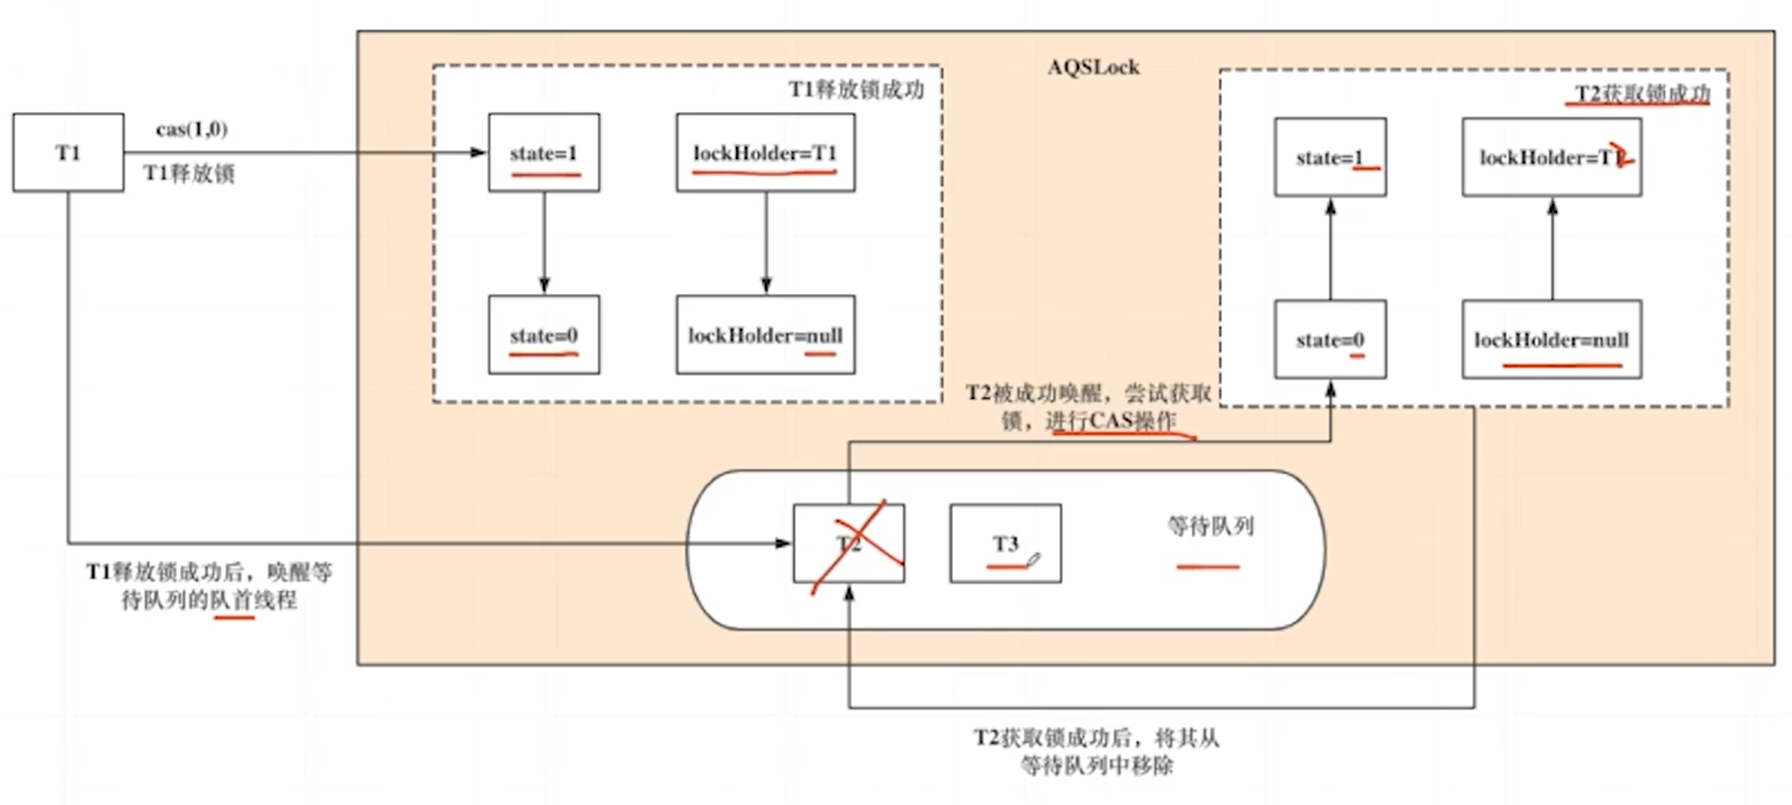 AQSLock
T1释放锁成功
T2获取锁成功
T1
cas(1,0)
T1释放锁
state=1
lockHolder=T1
state=1
lockHolder=T2
state=0
lockHolder=null
state=0
lockHolder=null
T2被成功唤醒，尝试获取
锁，进行CAS操作
T2
T3
等待队列
T1释放锁成功后，唤醒等
待队列的队首线程
T2获取锁成功后，将其从
等待队列中移除